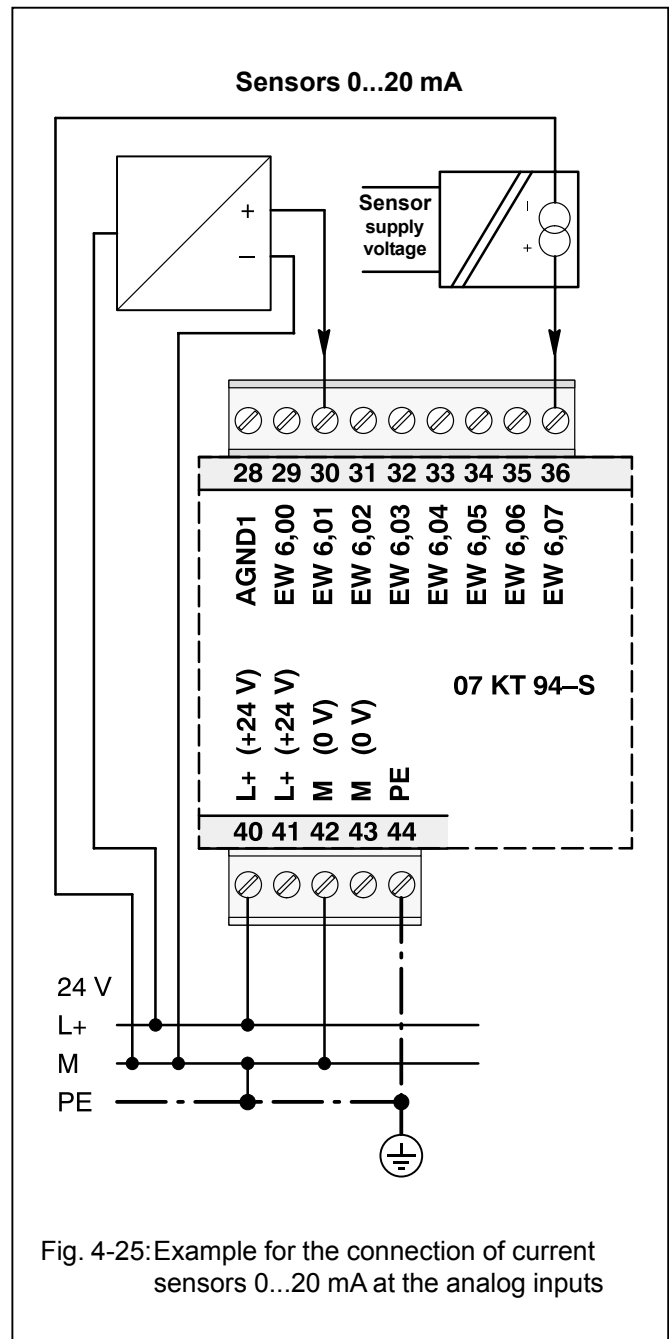 Sensors 0...20 mA
+
–
Sensor
supply
voltage
I
+
28 29 30 31 32 33 34 35 36
AGND1
EW 6,00
EW 6,01
EW 6,02
EW 6,03
EW 6,04
EW 6,05
EW 6,06
EW 6,07
07 KT 94–S
L+ (+24 V)
L+ (+24 V)
M (0 V)
M (0 V)
PE
40 41 42 43 44
24 V
L+
M
PE
Fig. 4-25:Example for the connection of current
sensors 0...20 mA at the analog inputs